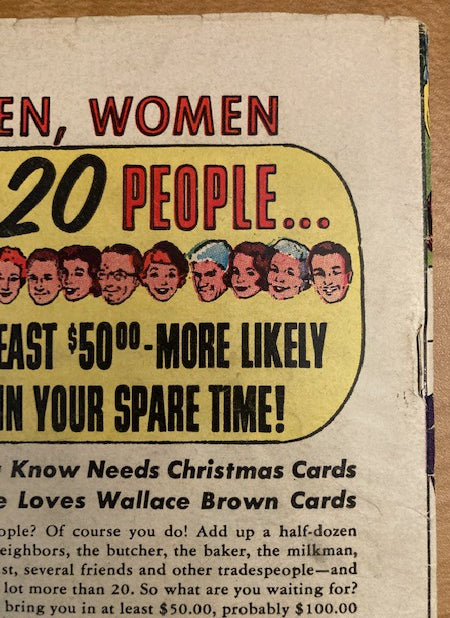 EN, WOMEN
20 PEOPLE...
EAST $50⁰⁰-MORE LIKELY
IN YOUR SPARE TIME!
Know Needs Christmas Cards
e Loves Wallace Brown Cards
ople? Of course you do! Add up a half-dozen
eighbors, the butcher, the baker, the milkman,
st, several friends and other tradespeople—and
lot more than 20. So what are you waiting for?
bring you in at least $50.00, probably $100.00